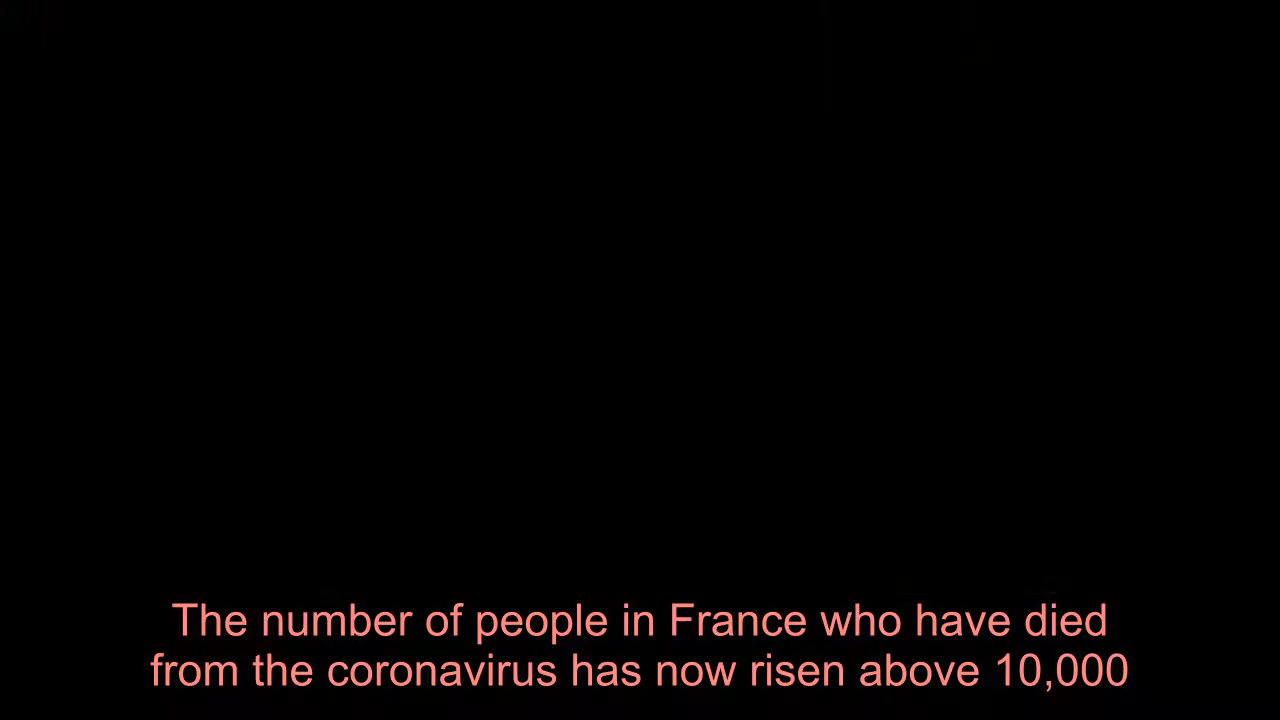 The number of people in France who have died
from the coronavirus has now risen above 10,000